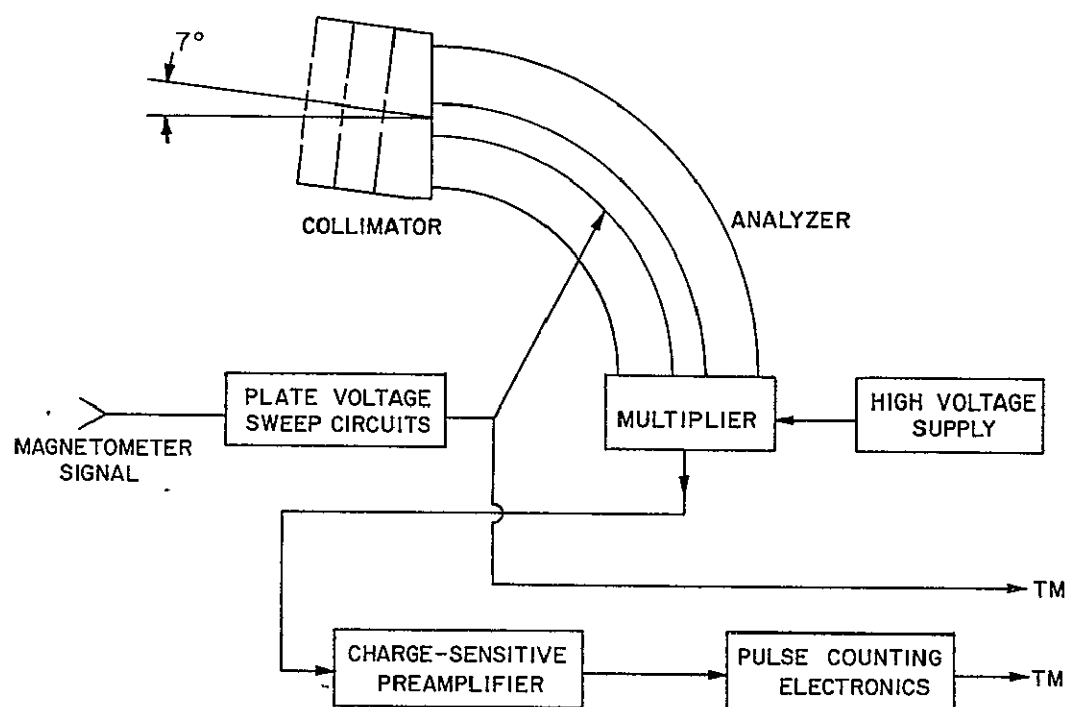 7°
COLLIMATOR
ANALYZER
PLATE VOLTAGE
SWEEP CIRCUITS
MULTIPLIER
HIGH VOLTAGE
SUPPLY
MAGNETOMETER
SIGNAL
TM
CHARGE-SENSITIVE
PREAMPLIFIER
PULSE COUNTING
ELECTRONICS
TM